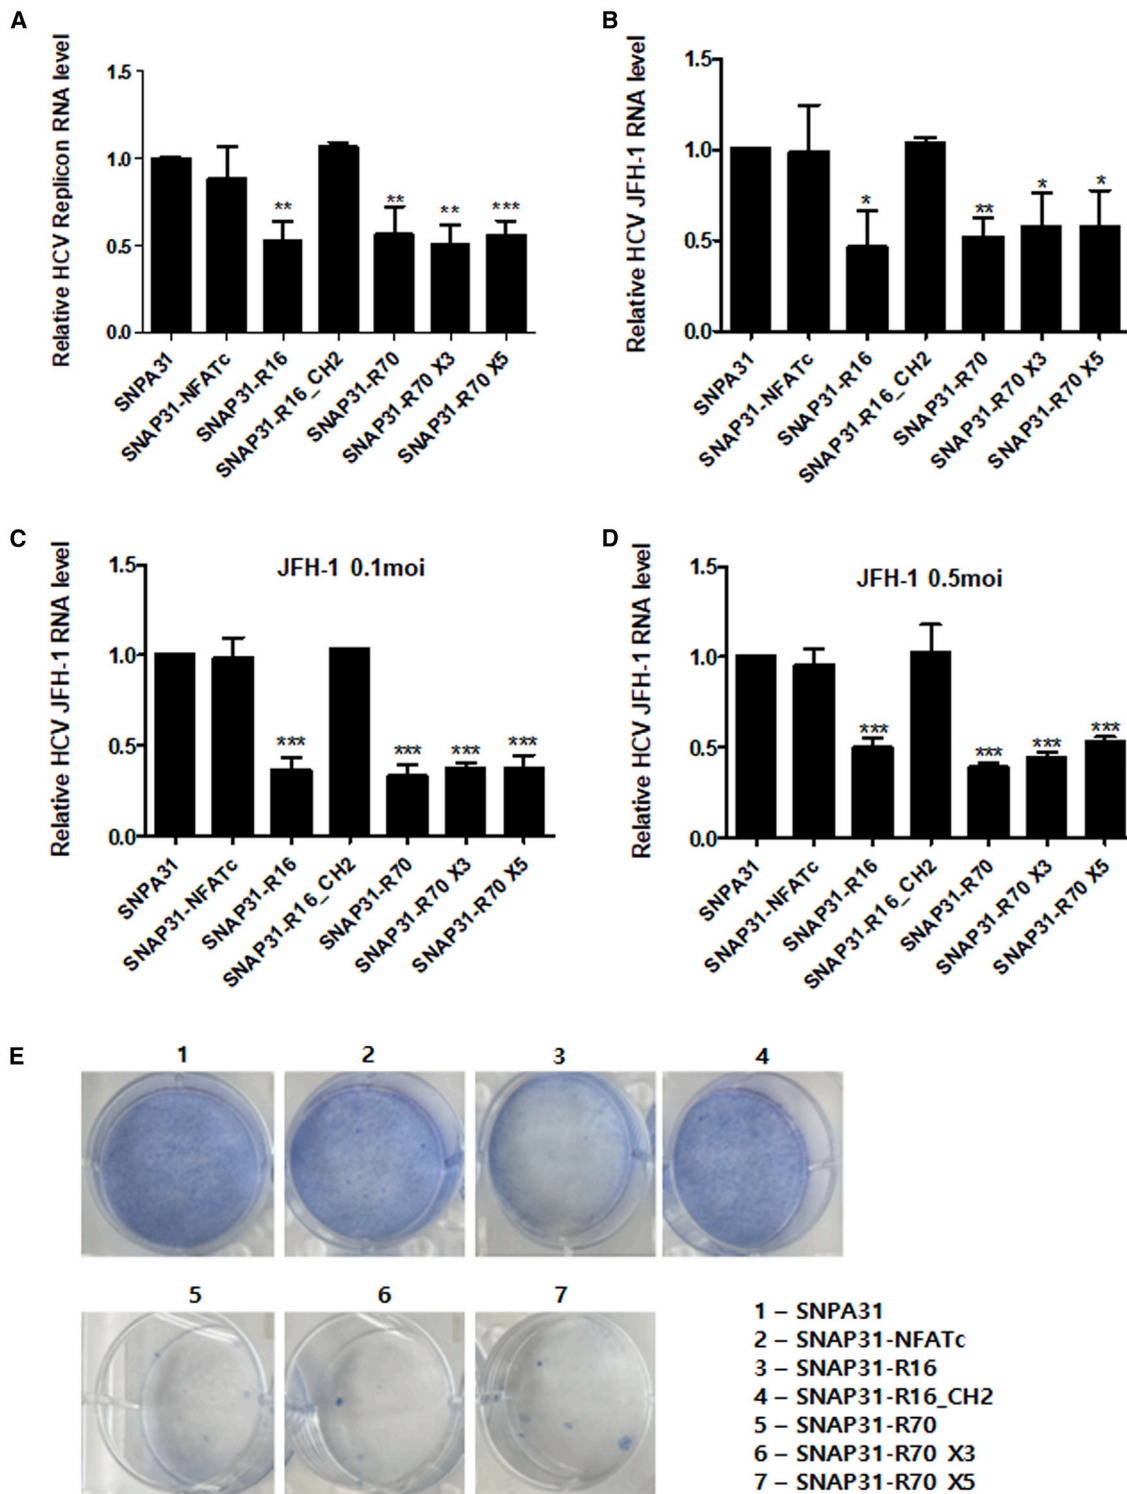 A
Relative HCV Replicon RNA level
1.5
1.0
0.5
0.0
** ** ** ***
SNPA31
SNAP31-NFATc
SNAP31-R16
SNAP31-R16_CH2
SNAP31-R70
SNAP31-R70 X3
SNAP31-R70 X5
B
Relative HCV JFH-1 RNA level
1.5
1.0
0.5
0.0
* ** * *
SNPA31
SNAP31-NFATc
SNAP31-R16
SNAP31-R16_CH2
SNAP31-R70
SNAP31-R70 X3
SNAP31-R70 X5
C
JFH-1 0.1moi
Relative HCV JFH-1 RNA level
1.5
1.0
0.5
0.0
*** *** *** ***
SNPA31
SNAP31-NFATc
SNAP31-R16
SNAP31-R16_CH2
SNAP31-R70
SNAP31-R70 X3
SNAP31-R70 X5
D
JFH-1 0.5moi
Relative HCV JFH-1 RNA level
1.5
1.0
0.5
0.0
*** *** *** ***
SNPA31
SNAP31-NFATc
SNAP31-R16
SNAP31-R16_CH2
SNAP31-R70
SNAP31-R70 X3
SNAP31-R70 X5
E
1 2 3 4
5 6 7
1 – SNPA31
2 – SNAP31-NFATc
3 – SNAP31-R16
4 – SNAP31-R16_CH2
5 – SNAP31-R70
6 – SNAP31-R70 X3
7 – SNAP31-R70 X5